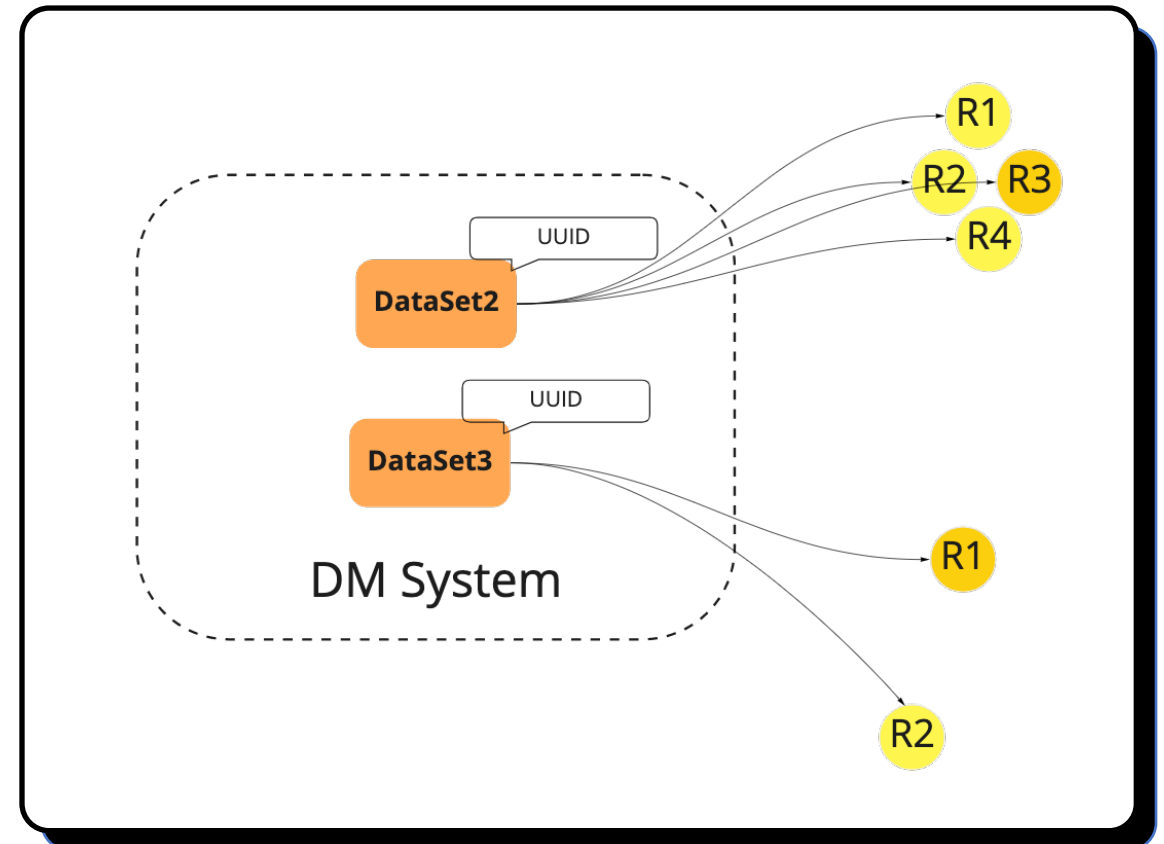 R1
R2
R3
R4
UUID
DataSet2
UUID
DataSet3
R1
DM System
R2